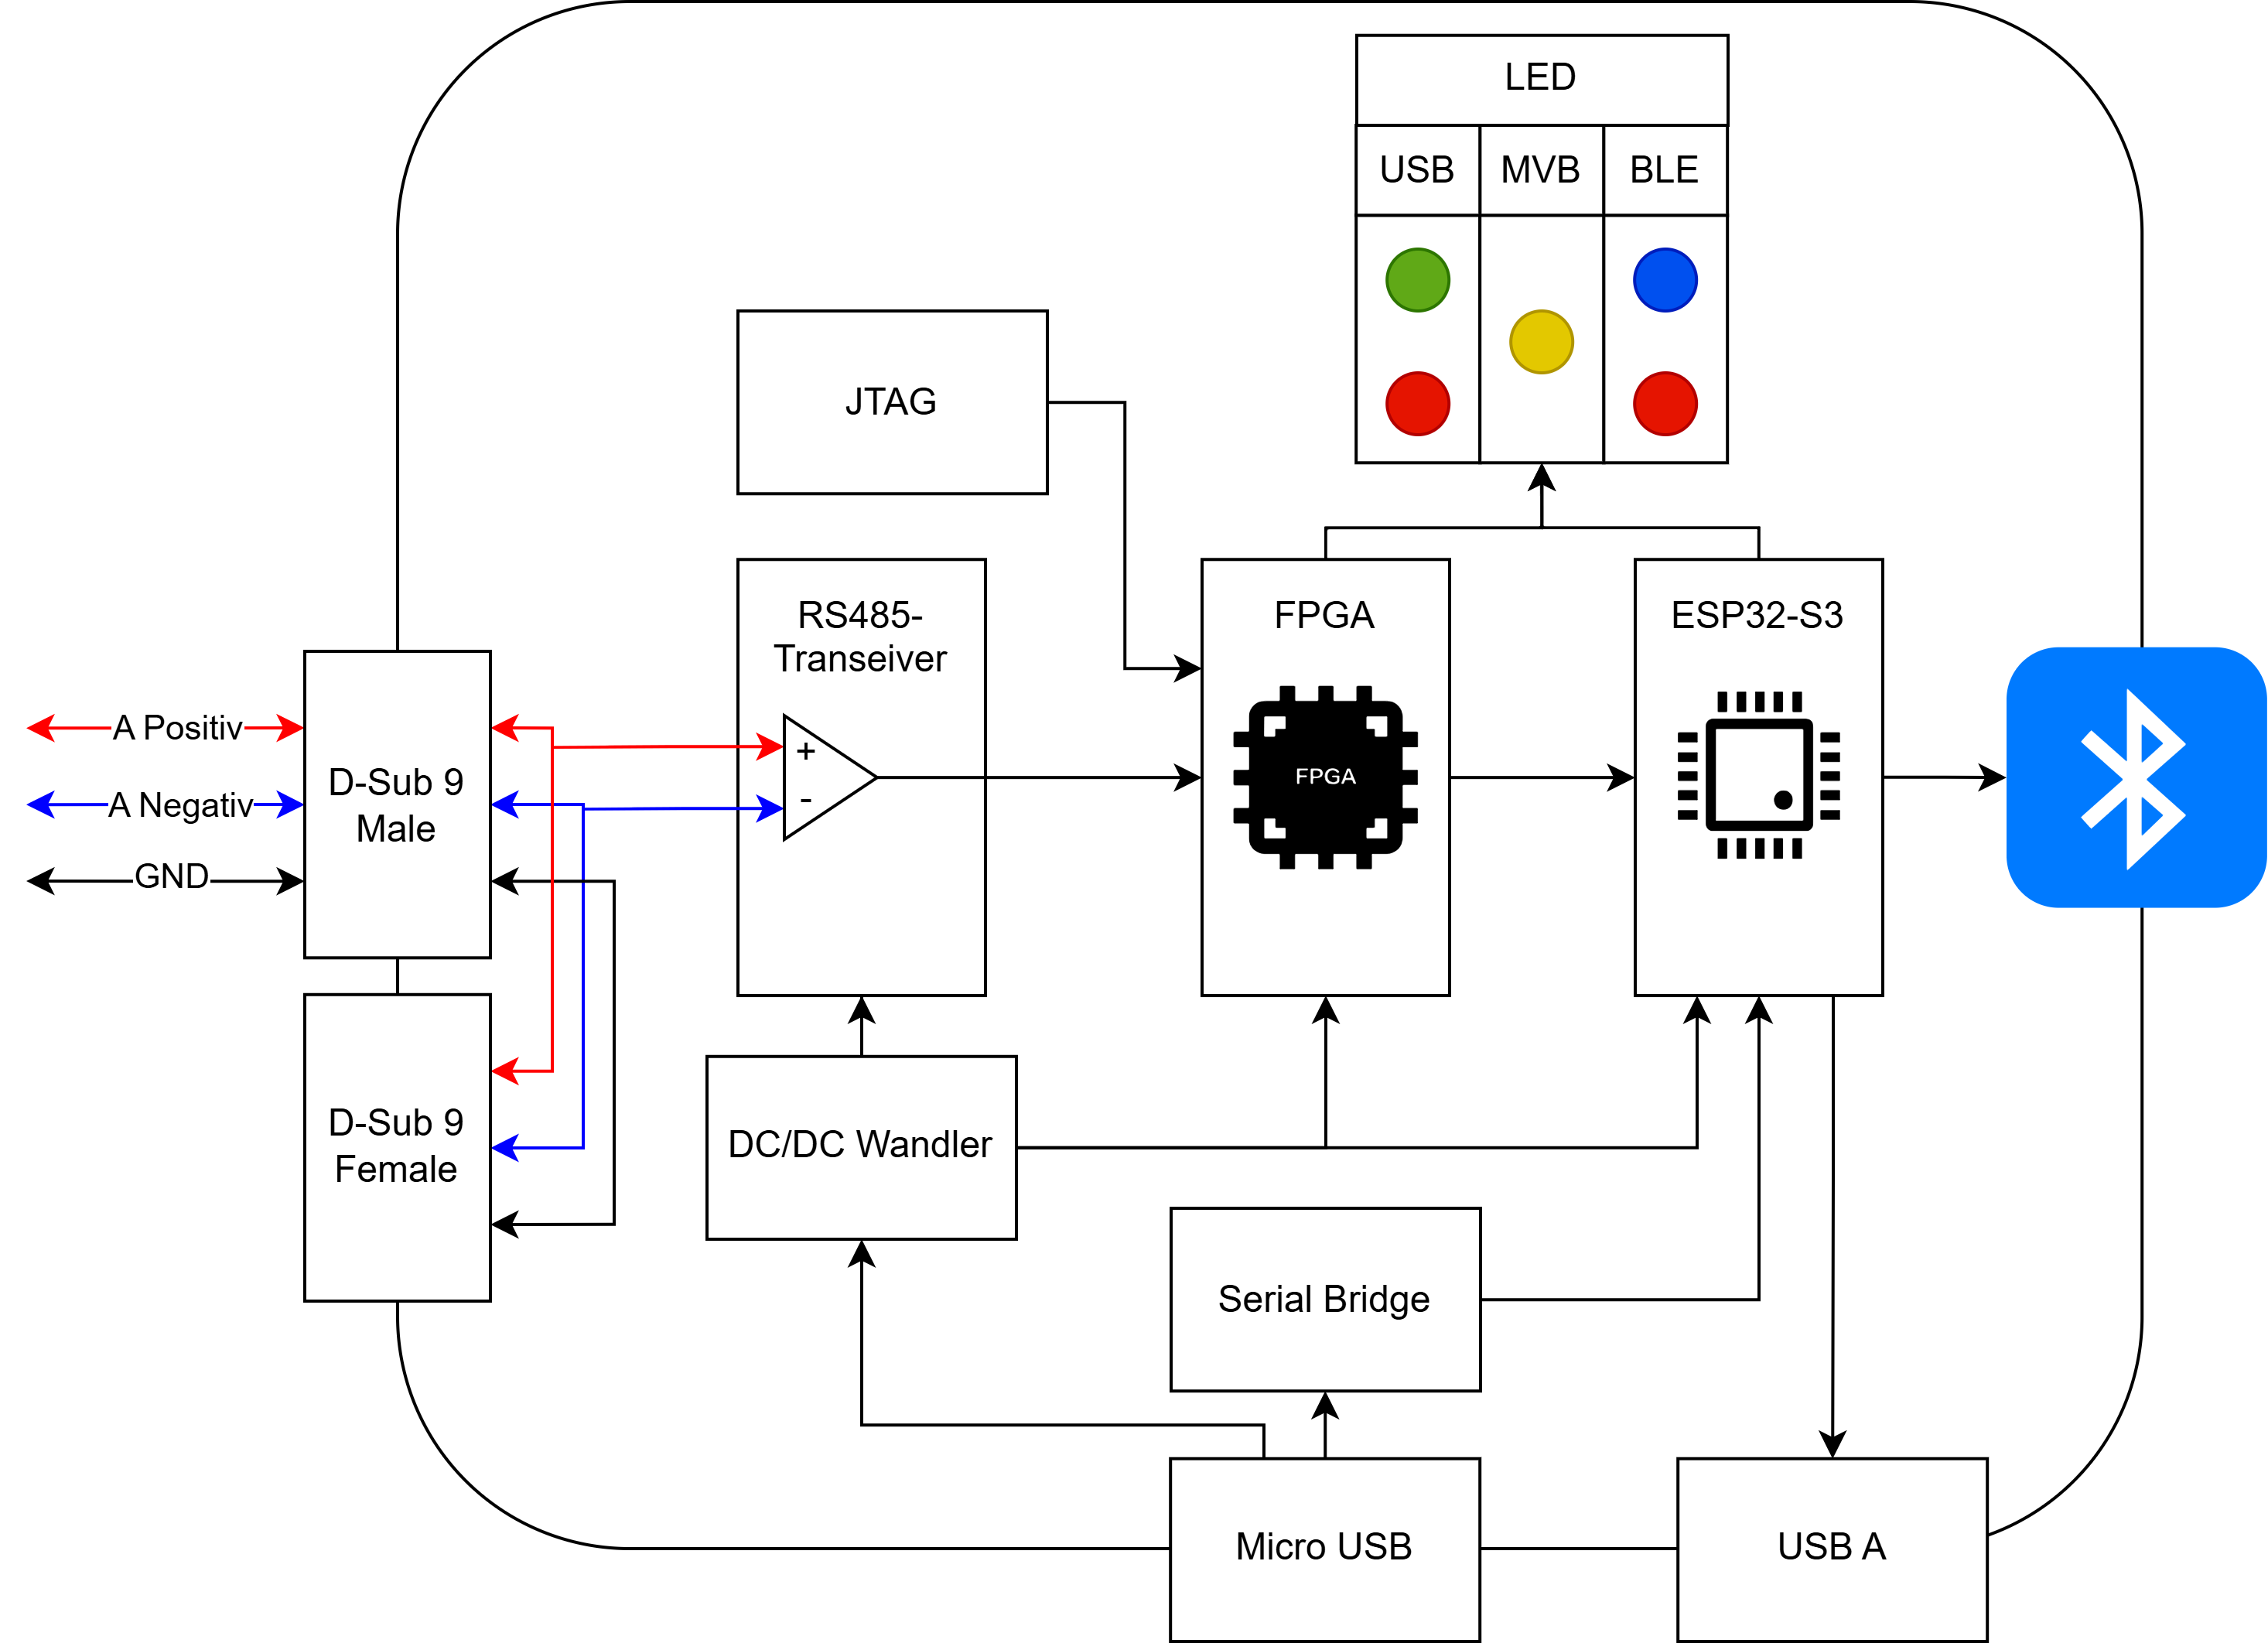 LED
USB
MVB
BLE
JTAG
RS485-
Transeiver
+
-
FPGA
FPGA
ESP32-S3
A Positiv
A Negativ
GND
D-Sub 9
Male
D-Sub 9
Female
DC/DC Wandler
Serial Bridge
Micro USB
USB A